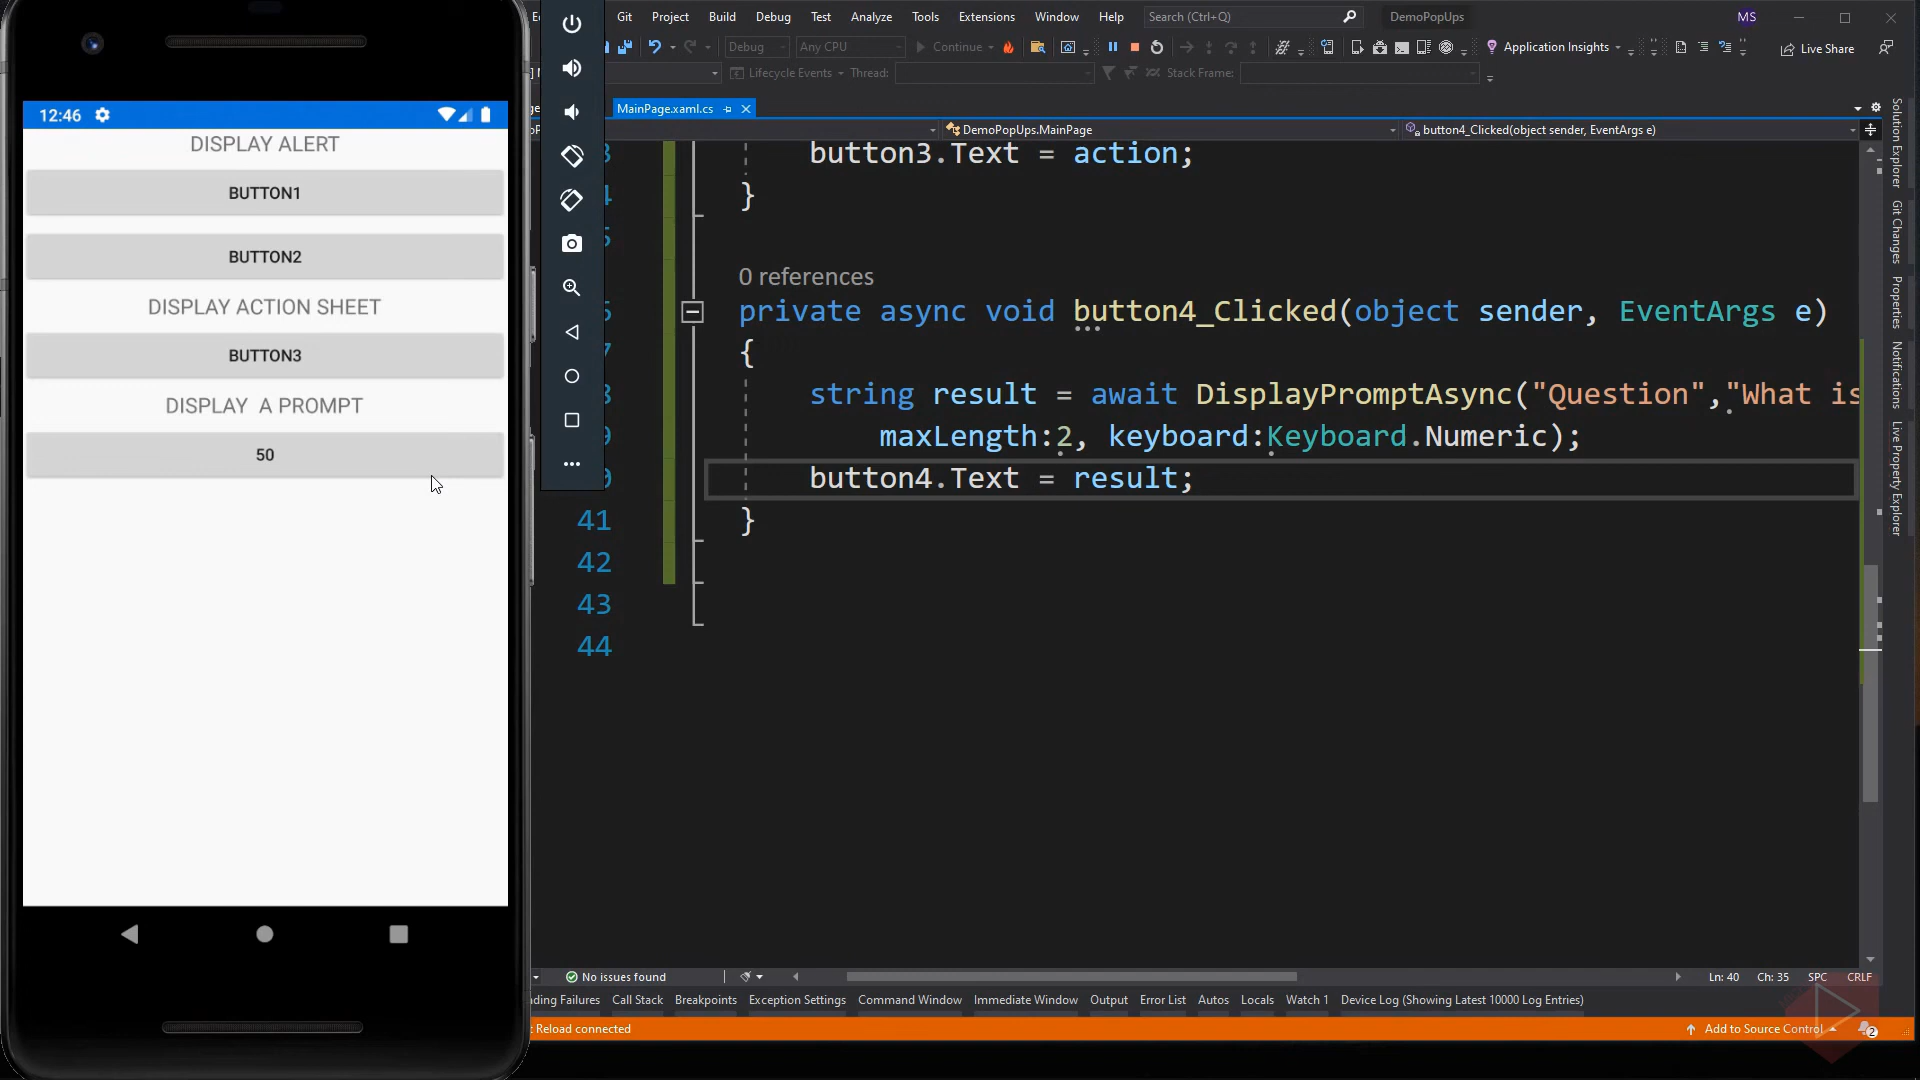 Git Project Build Debug Test Analyze Tools Extensions Window Help Search (Ctrl+Q) DemoPopUps MS
Debug Any CPU Continue Application Insights Live Share
Lifecycle Events Thread: Stack Frame:
MainPage.xaml.cs
DemoPopUps.MainPage button4_Clicked(object sender, EventArgs e)
12:46
DISPLAY ALERT
BUTTON1
BUTTON2
DISPLAY ACTION SHEET
BUTTON3
DISPLAY A PROMPT
50
button3.Text = action;
4 }
0 references
private async void button4_Clicked(object sender, EventArgs e)
{
string result = await DisplayPromptAsync("Question","What is
maxLength:2, keyboard:Keyboard.Numeric);
button4.Text = result;
41 }
42
43
44
Solution Explorer
Git Changes
Properties
Notifications
Live Property Explorer
No issues found Ln: 40 Ch: 35 SPC CRLF
ding Failures Call Stack Breakpoints Exception Settings Command Window Immediate Window Output Error List Autos Locals Watch 1 Device Log (Showing Latest 10000 Log Entries)
Reload connected Add to Source Control 2